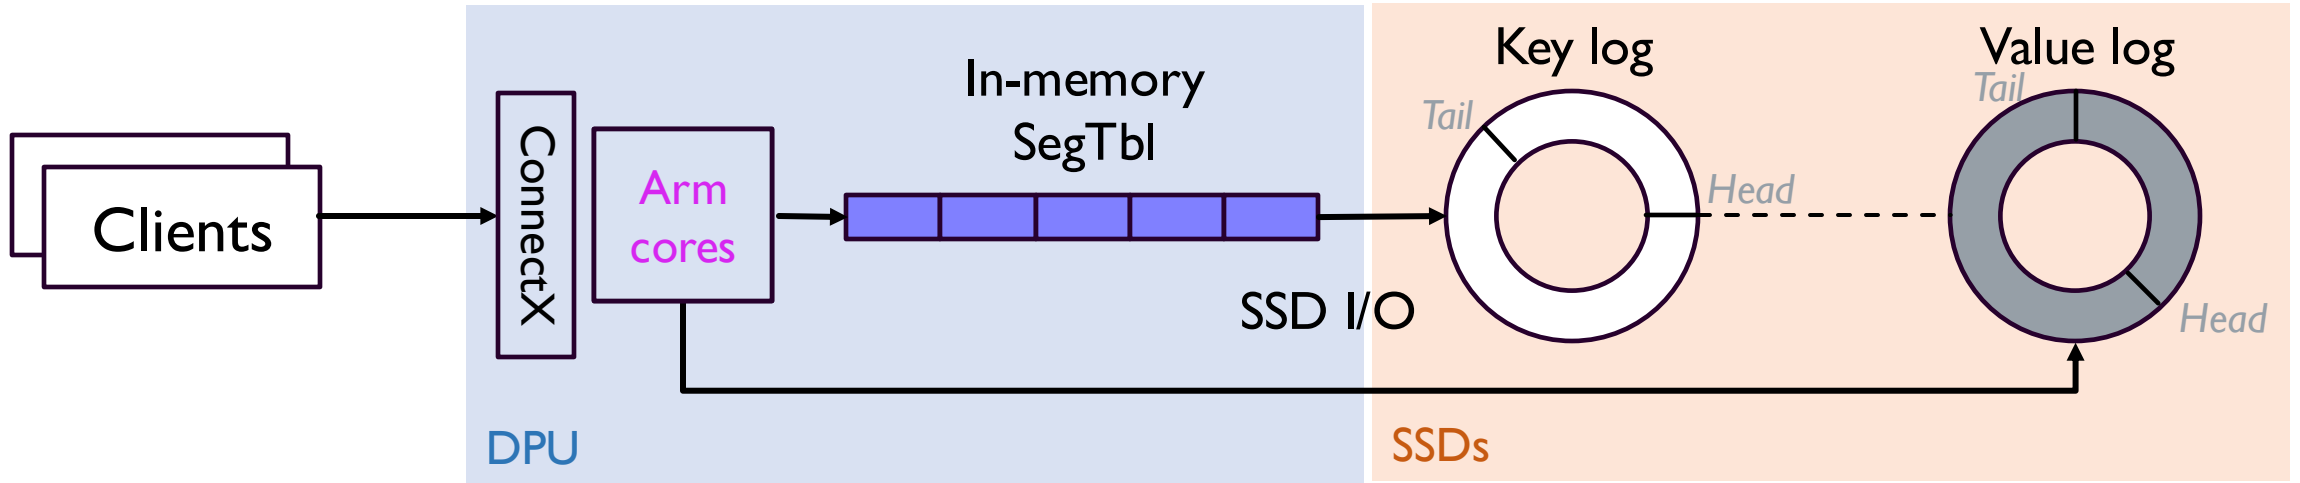 Clients
ConnectX
Arm
cores
In-memory
SegTbl
SSD I/O
DPU
Key log
Tail
Head
Value log
Tail
Head
SSDs